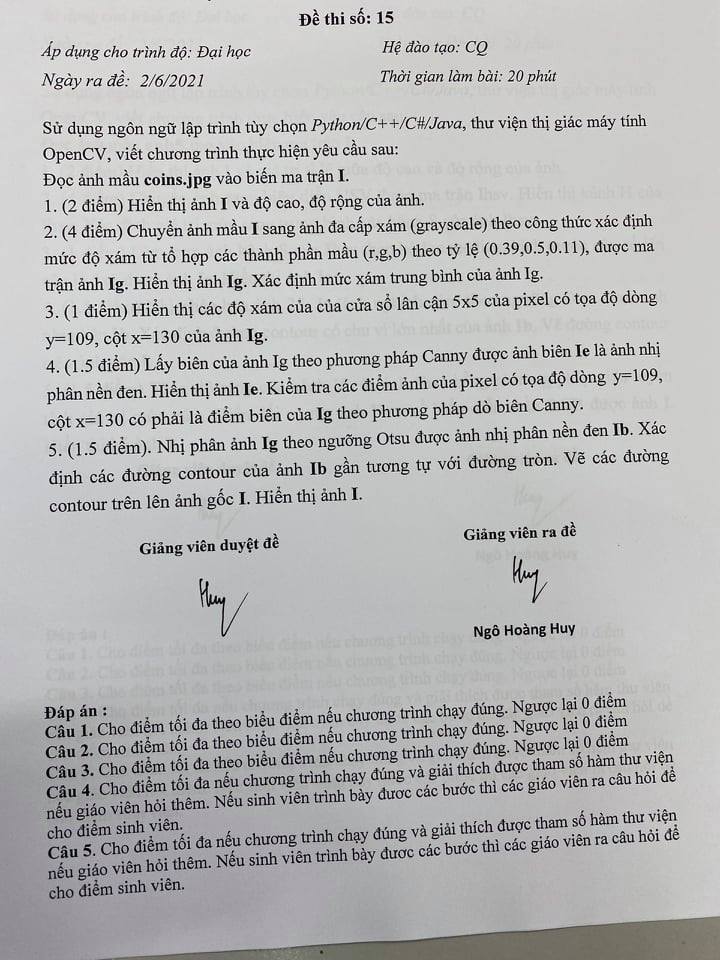 Đề thi số: 15
Áp dụng cho trình độ: Đại học
Hệ đào tạo: CQ
Ngày ra đề: 2/6/2021
Thời gian làm bài: 20 phút
Sử dụng ngôn ngữ lập trình tùy chọn Python/C++/C#/Java, thư viện thị giác máy tính
OpenCV, viết chương trình thực hiện yêu cầu sau:
Đọc ảnh mầu coins.jpg vào biến ma trận I.
1. (2 điểm) Hiển thị ảnh I và độ cao, độ rộng của ảnh.
2. (4 điểm) Chuyển ảnh mầu I sang ảnh đa cấp xám (grayscale) theo công thức xác định
mức độ xám từ tổ hợp các thành phần mầu (r,g,b) theo tỷ lệ (0.39,0.5,0.11), được ma
trận ảnh Ig. Hiển thị ảnh Ig. Xác định mức xám trung bình của ảnh Ig.
3. (1 điểm) Hiển thị các độ xám của của cửa sổ lân cận 5x5 của pixel có tọa độ dòng
y=109, cột x=130 của ảnh Ig.
4. (1.5 điểm) Lấy biên của ảnh Ig theo phương pháp Canny được ảnh biên Ie là ảnh nhị
phân nền đen. Hiển thị ảnh Ie. Kiểm tra các điểm ảnh của pixel có tọa độ dòng y=109,
cột x=130 có phải là điểm biên của Ig theo phương pháp dò biên Canny.
5. (1.5 điểm). Nhị phân ảnh Ig theo ngưỡng Otsu được ảnh nhị phân nền đen Ib. Xác
định các đường contour của ảnh Ib gần tương tự với đường tròn. Vẽ các đường
contour trên lên ảnh gốc I. Hiển thị ảnh I.
Giảng viên duyệt đề
Giảng viên ra đề
Huy
Huy
Ngô Hoàng Huy
Đáp án :
Câu 1. Cho điểm tối đa theo biểu điểm nếu chương trình chạy đúng. Ngược lại 0 điểm
Câu 2. Cho điểm tối đa theo biểu điểm nếu chương trình chạy đúng. Ngược lại 0 điểm
Câu 3. Cho điểm tối đa theo biểu điểm nếu chương trình chạy đúng. Ngược lại 0 điểm
Câu 4. Cho điểm tối đa nếu chương trình chạy đúng và giải thích được tham số hàm thư viện
nếu giáo viên hỏi thêm. Nếu sinh viên trình bày đươc các bước thì các giáo viên ra câu hỏi để
cho điểm sinh viên.
Câu 5. Cho điểm tối đa nếu chương trình chạy đúng và giải thích được tham số hàm thư viện
nếu giáo viên hỏi thêm. Nếu sinh viên trình bày đươc các bước thì các giáo viên ra câu hỏi để
cho điểm sinh viên.